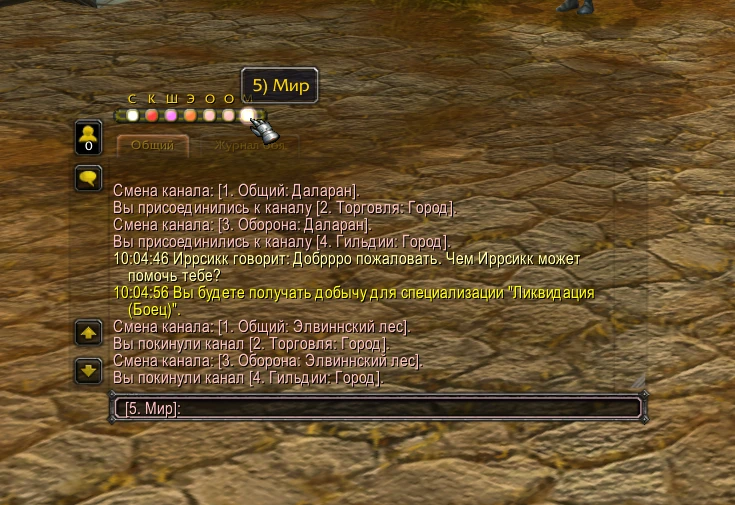 5) Мир
С К Ш Э О О М
0
Общий Журнал боя
Смена канала: [1. Общий: Даларан].
Вы присоединились к каналу [2. Торговля: Город].
Смена канала: [3. Оборона: Даларан].
Вы присоединились к каналу [4. Гильдии: Город].
10:04:46 Иррсикк говорит: Добррро пожаловать. Чем Иррсикк может
помочь тебе?
10:04:56 Вы будете получать добычу для специализации "Ликвидация
(Боец)".
Смена канала: [1. Общий: Элвиннский лес].
Вы покинули канал [2. Торговля: Город].
Смена канала: [3. Оборона: Элвиннский лес].
Вы покинули канал [4. Гильдии: Город].
[5. Мир]: